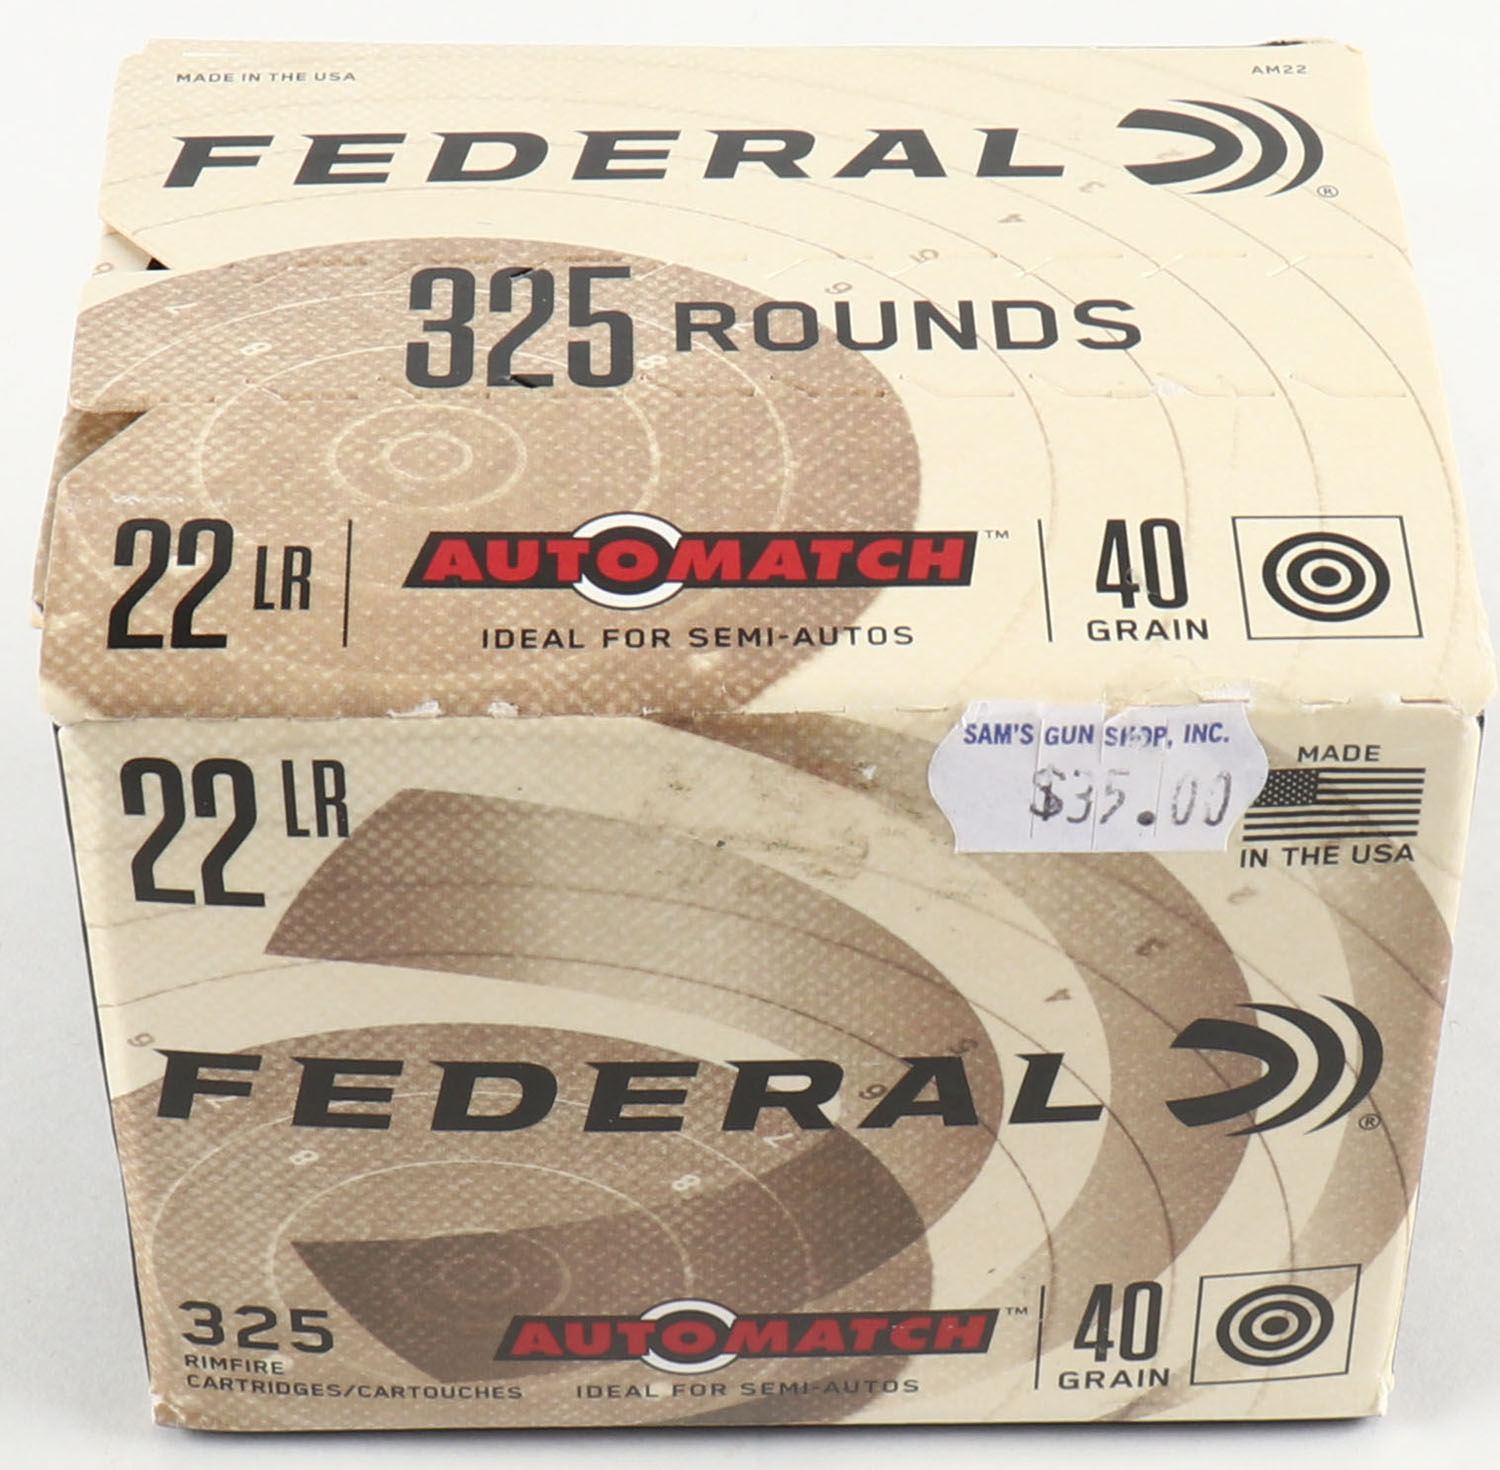 MADE IN THE USA
AM22
FEDERAL ®
325 ROUNDS
22 LR
AUTOMATCH™
IDEAL FOR SEMI-AUTOS
40
GRAIN
SAM'S GUN SHOP, INC.
$35.00
22 LR
MADE
IN THE USA
FEDERAL ®
325
RIMFIRE
CARTRIDGES/CARTOUCHES
AUTOMATCH™
IDEAL FOR SEMI-AUTOS
40
GRAIN